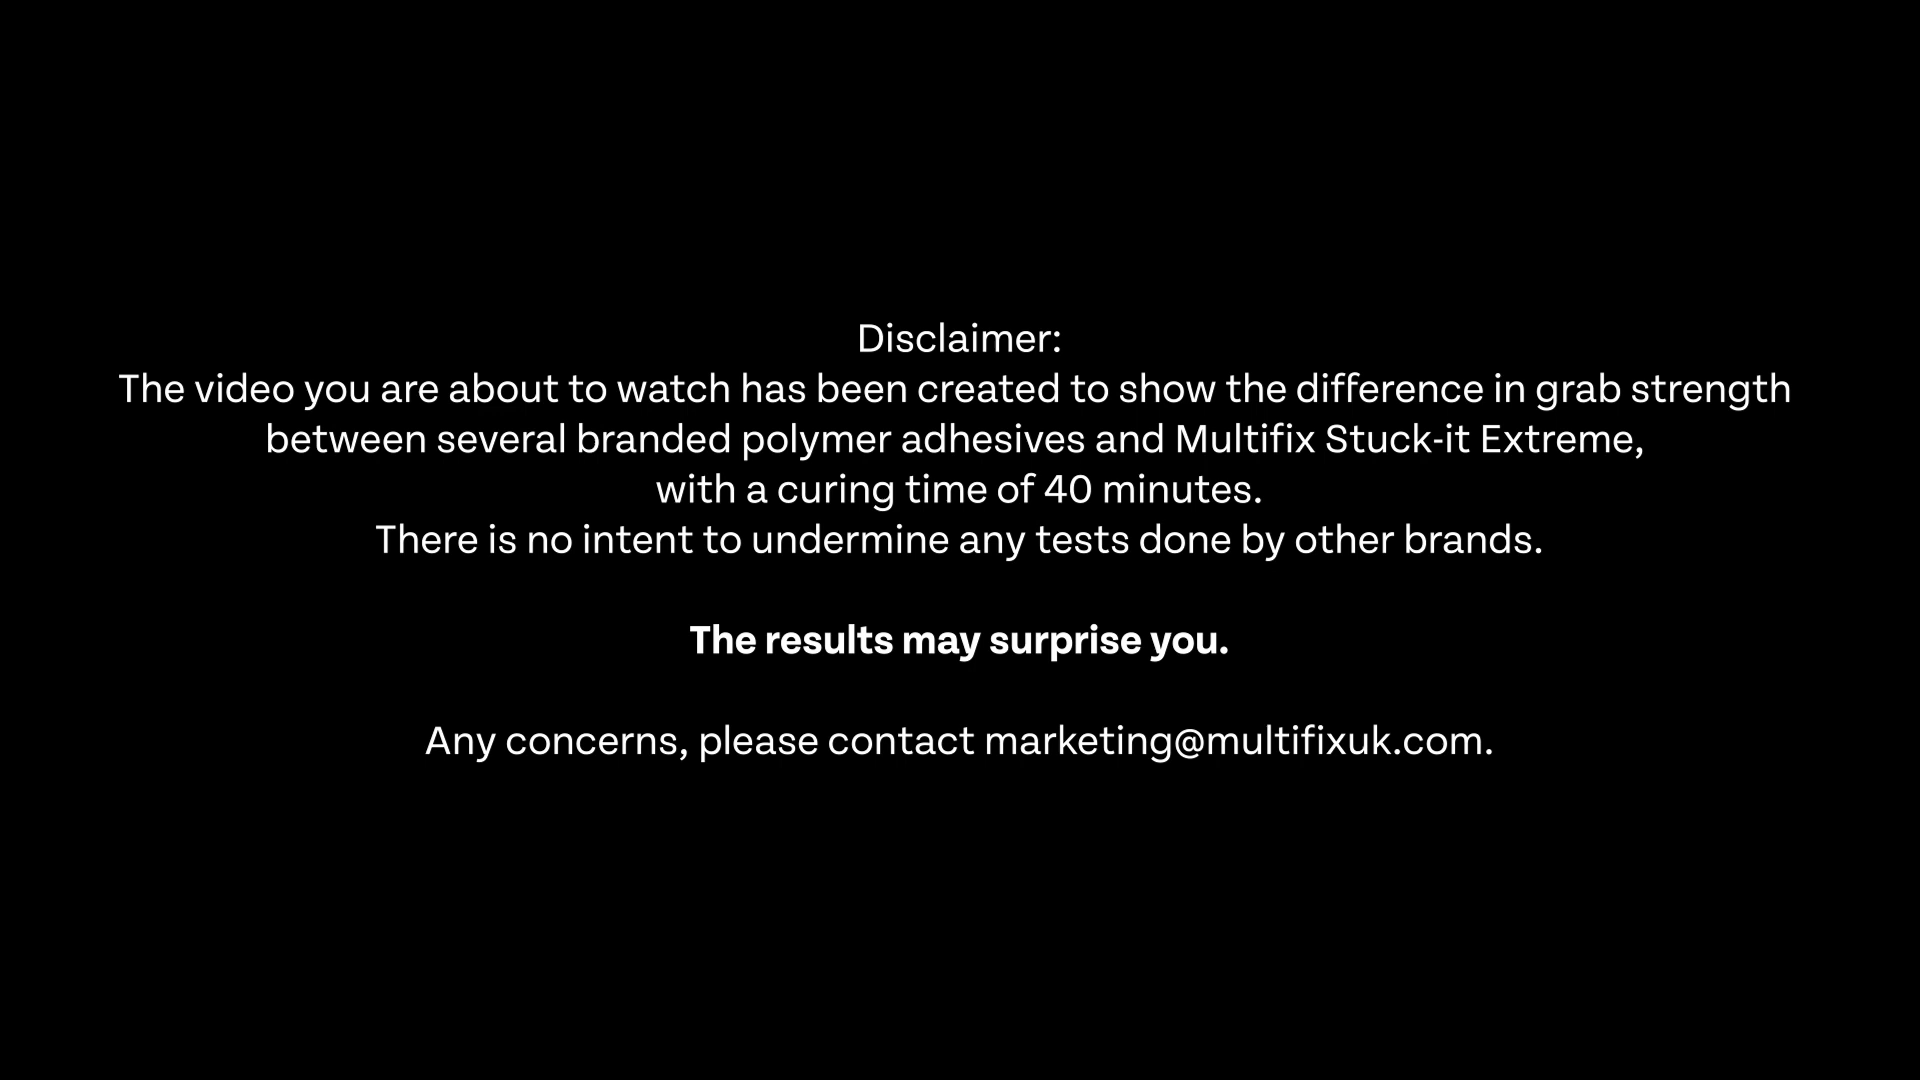 Disclaimer:
The video you are about to watch has been created to show the difference in grab strength
between several branded polymer adhesives and Multifix Stuck-it Extreme,
with a curing time of 40 minutes.
There is no intent to undermine any tests done by other brands.
The results may surprise you.
Any concerns, please contact marketing@multifixuk.com.